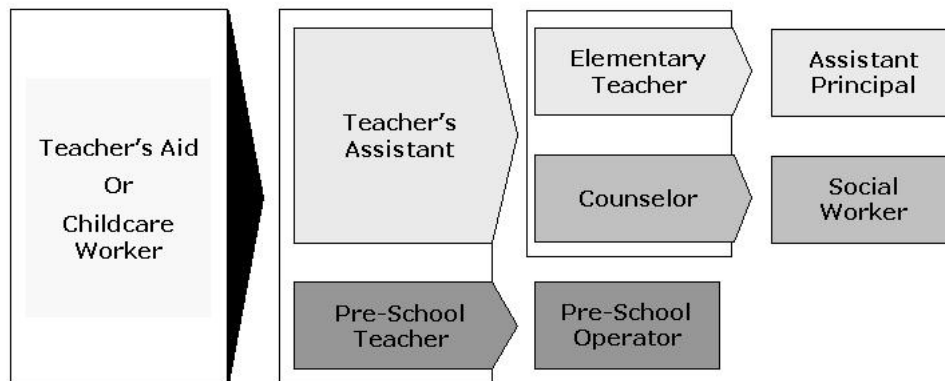 Teacher's Aid
Or
Childcare
Worker
Teacher's
Assistant
Pre-School
Teacher
Elementary
Teacher
Counselor
Pre-School
Operator
Assistant
Principal
Social
Worker